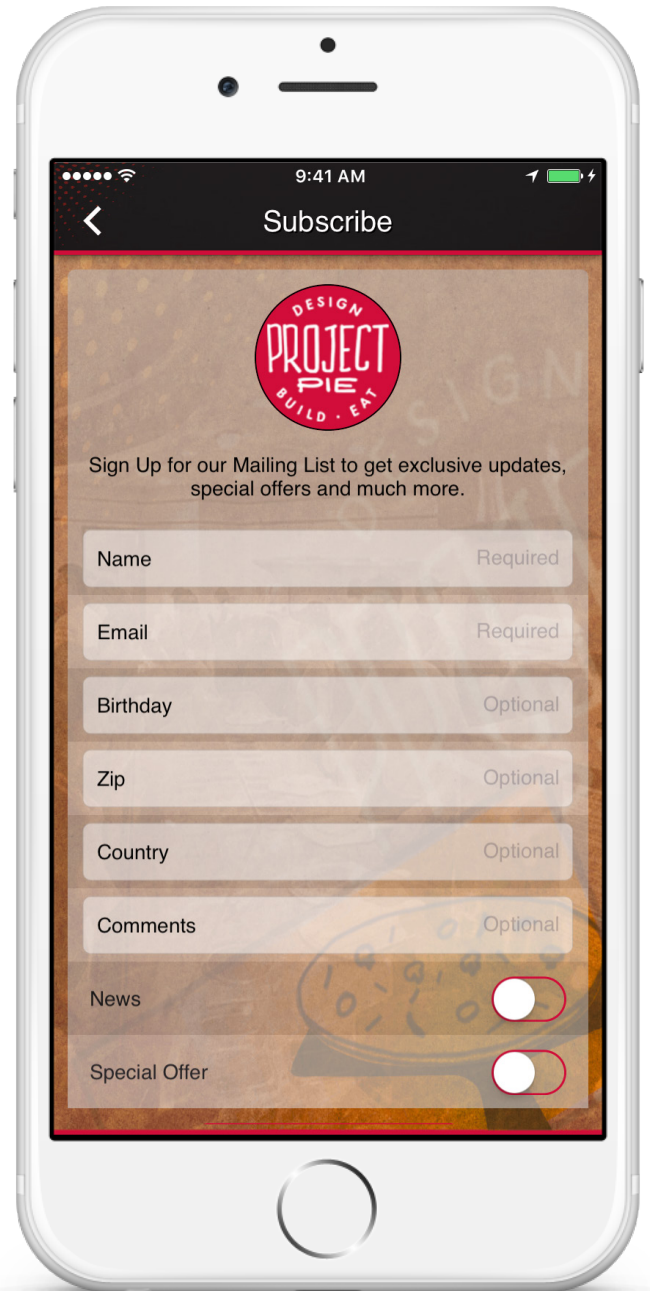 9:41 AM
Subscribe
DESIGN
PROJECT
PIE
BUILD · EAT
Sign Up for our Mailing List to get exclusive updates,
special offers and much more.
Name Required
Email Required
Birthday Optional
Zip Optional
Country Optional
Comments Optional
News
Special Offer